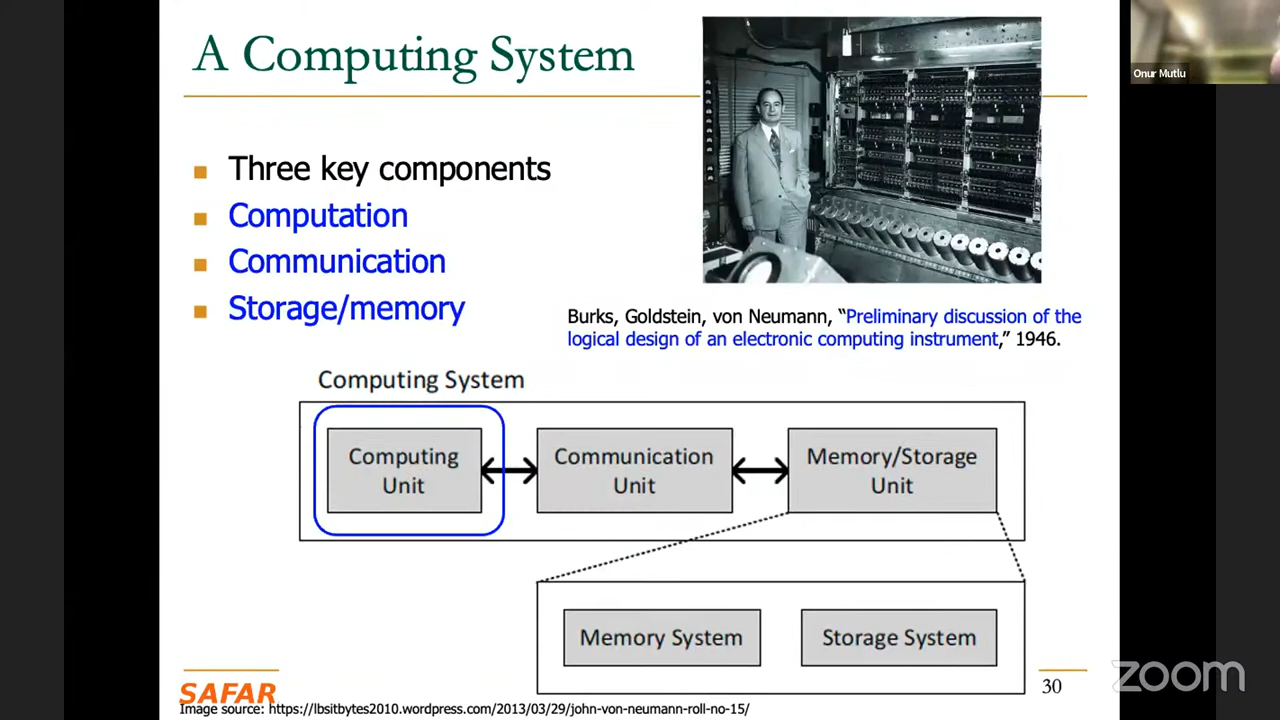 A Computing System
Onur Mutlu
Three key components
Computation
Communication
Storage/memory
Burks, Goldstein, von Neumann, “Preliminary discussion of the
logical design of an electronic computing instrument,” 1946.
Computing System
Computing
Unit
Communication
Unit
Memory/Storage
Unit
Memory System
Storage System
SAFAR
30
zoom
Image source: https://lbsitbytes2010.wordpress.com/2013/03/29/john-von-neumann-roll-no-15/